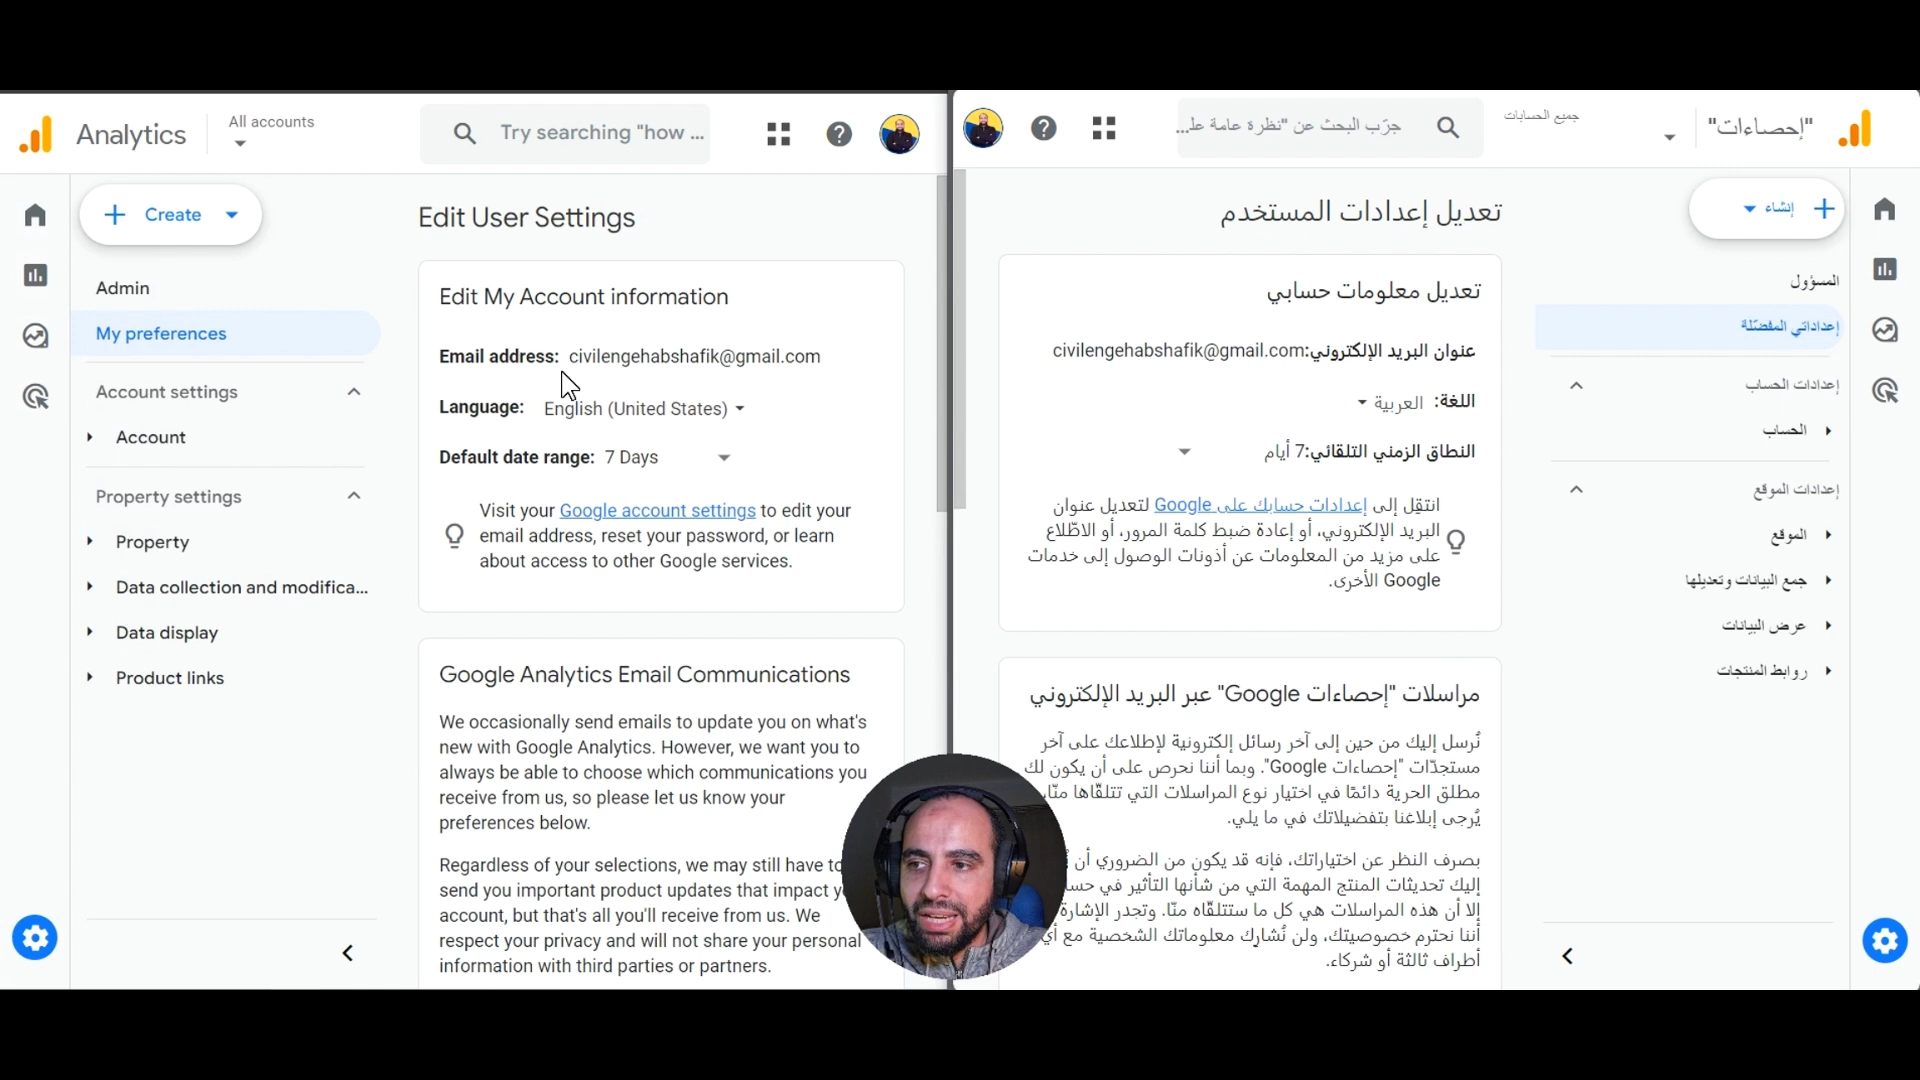 Analytics
All accounts
Try searching "how ...
Create
Admin
My preferences
Account settings
Account
Property settings
Property
Data collection and modifica...
Data display
Product links
Edit User Settings
Edit My Account information
Email address: civilengehabshafik@gmail.com
Language: English (United States)
Default date range: 7 Days
Visit your Google account settings to edit your
email address, reset your password, or learn
about access to other Google services.
Google Analytics Email Communications
We occasionally send emails to update you on what's
new with Google Analytics. However, we want you to
always be able to choose which communications you
receive from us, so please let us know your
preferences below.
Regardless of your selections, we may still have to
send you important product updates that impact
account, but that's all you'll receive from us. We
respect your privacy and will not share your personal
information with third parties or partners.
"إحصاءات"
جميع الحسابات
جرّب البحث عن "نظرة عامة علـ...
إنشاء
المسؤول
إعداداتي المفضّلة
إعدادات الحساب
الحساب
إعدادات الموقع
الموقع
جمع البيانات وتعديلها
عرض البيانات
روابط المنتجات
تعديل إعدادات المستخدم
تعديل معلومات حسابي
عنوان البريد الإلكتروني:civilengehabshafik@gmail.com
اللغة: العربية
النطاق الزمني التلقائي:7 أيام
انتقِل إلى إعدادات حسابك على Google لتعديل عنوان
البريد الإلكتروني، أو إعادة ضبط كلمة المرور، أو الاطّلاع
على مزيد من المعلومات عن أذونات الوصول إلى خدمات
Google الأخرى.
مراسلات "إحصاءات Google" عبر البريد الإلكتروني
نُرسل إليك من حين إلى آخر رسائل إلكترونية لإطلاعك على آخر
مستجدّات "إحصاءات Google". وبما أننا نحرص على أن يكون لك
مطلق الحرية دائمًا في اختيار نوع المراسلات التي تتلقّاها منّا،
يُرجى إبلاغنا بتفضيلاتك في ما يلي.
بصرف النظر عن اختياراتك، فإنه قد يكون من الضروري أن
إليك تحديثات المنتج المهمة التي من شأنها التأثير في
إلا أن هذه المراسلات هي كل ما ستتلقّاه منّا. وتجدر الإشارة
أننا نحترم خصوصيتك، ولن نُشارك معلوماتك الشخصية مع أي
أطراف ثالثة أو شركاء.